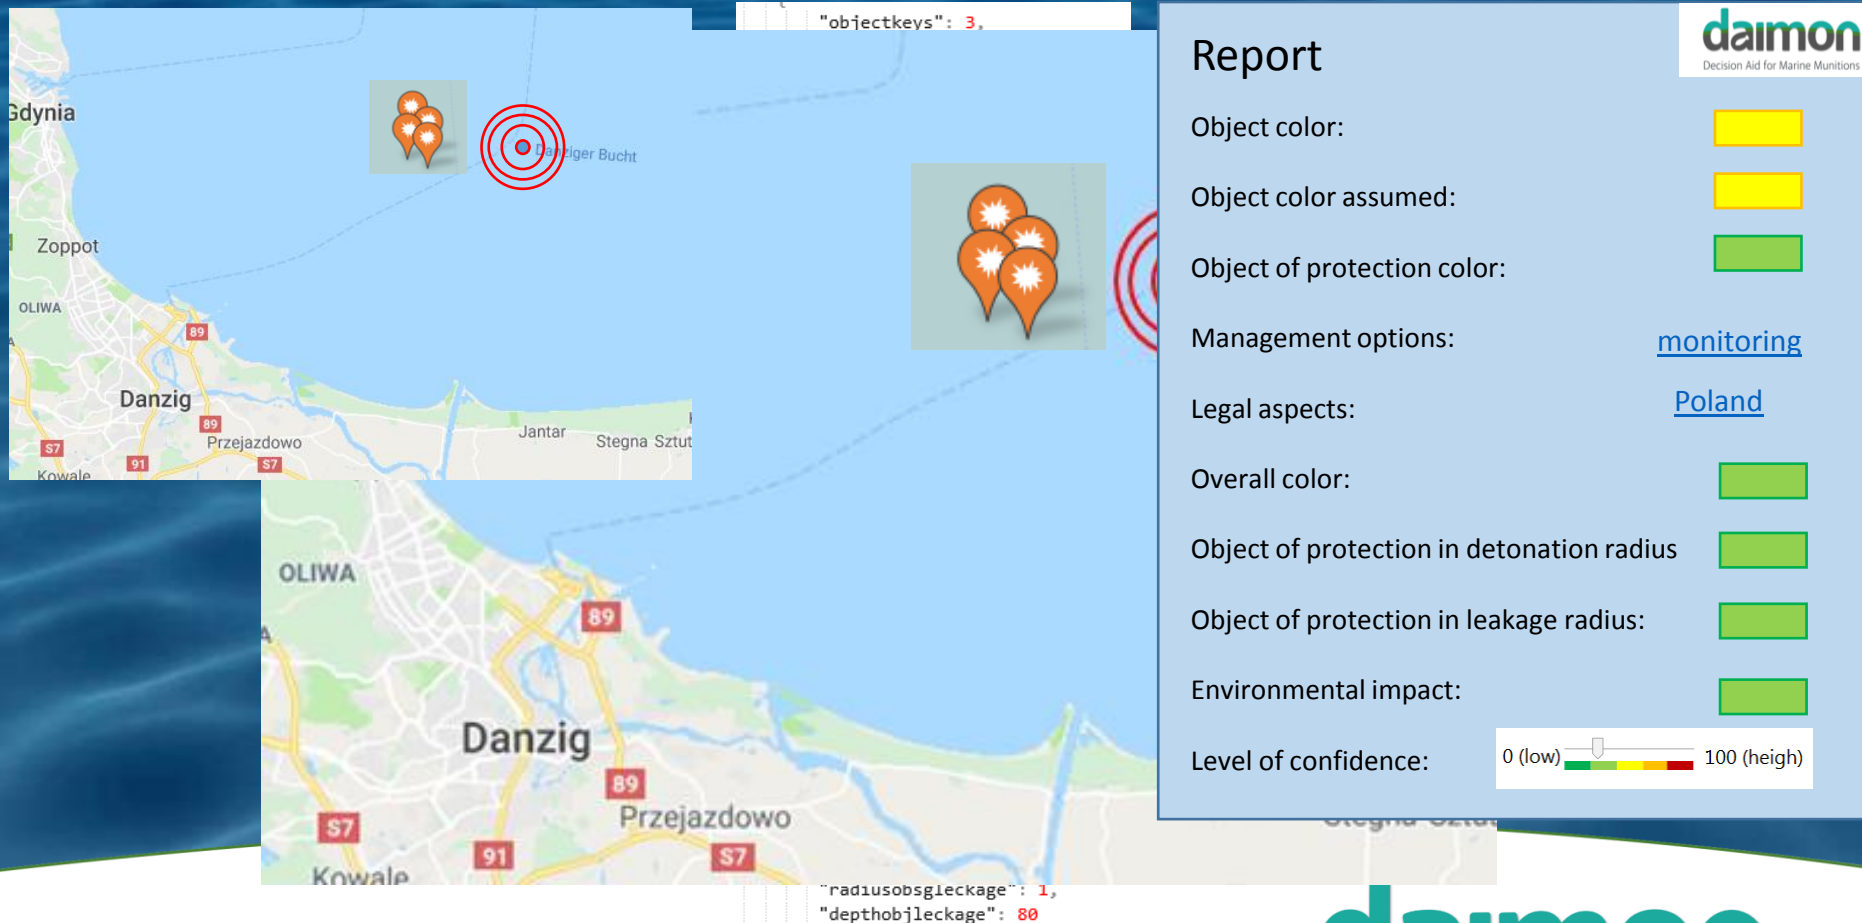 "objectkeys": 3,
Gdynia
Danziger Bucht
Zoppot
OLIWA
89
Danzig
89
Przejazdowo
Jantar
Stegna Sztut
S7
91
S7
Kowale
OLIWA
89
Danzig
89
Przejazdowo
S7
91
S7
Kowale
"radiusobsgleckage": 1,
"depthobjleckage": 80
Report
daimon
Decision Aid for Marine Munitions
Object color:
Object color assumed:
Object of protection color:
Management options: monitoring
Legal aspects: Poland
Overall color:
Object of protection in detonation radius
Object of protection in leakage radius:
Environmental impact:
Level of confidence: 0 (low) 100 (heigh)
daimon